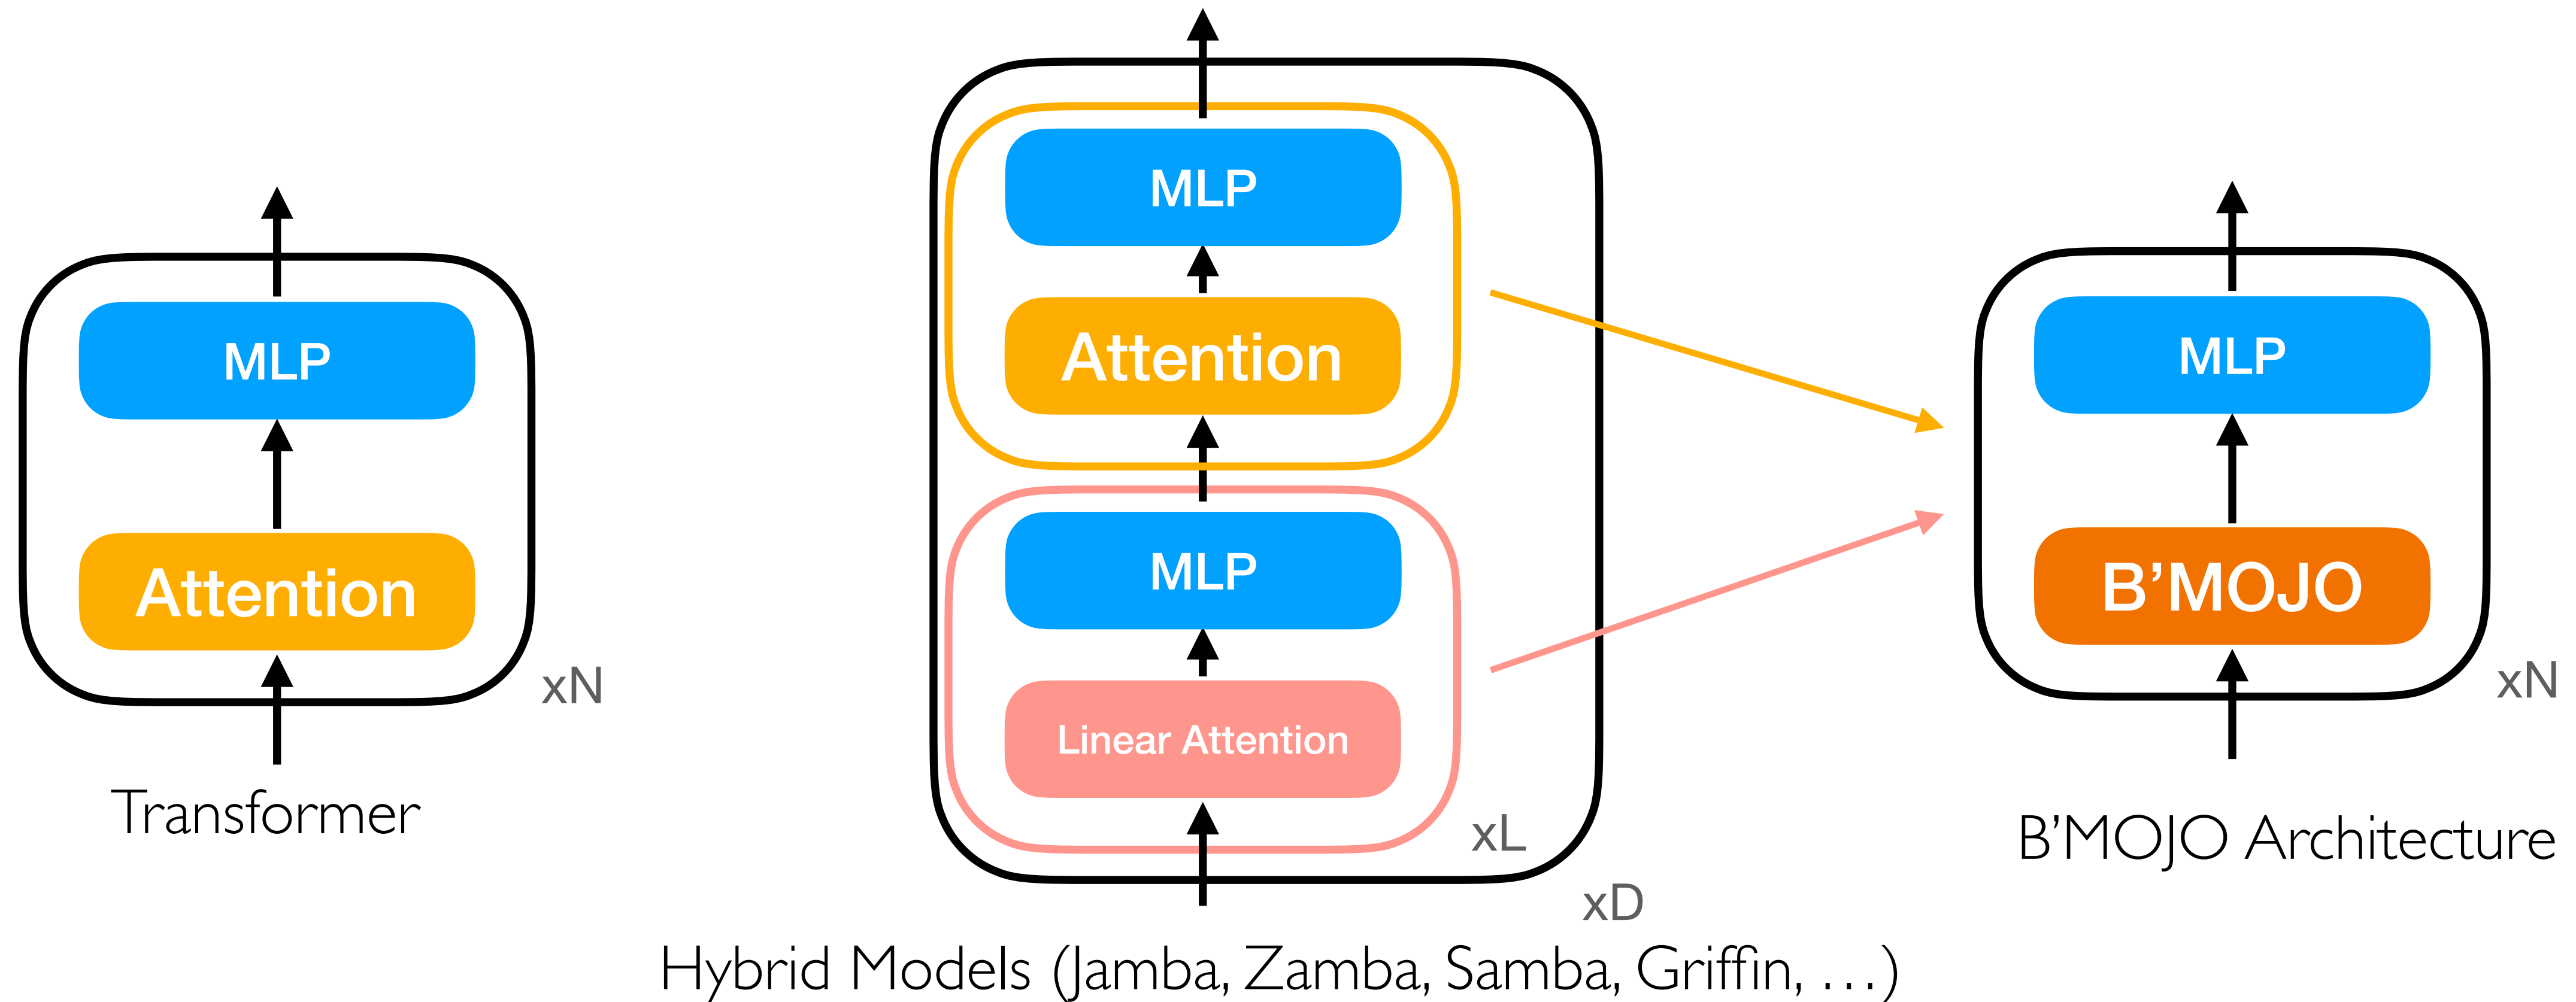 MLP
Attention
xN
Transformer
MLP
Attention
MLP
Linear Attention
xL
xD
Hybrid Models (Jamba, Zamba, Samba, Griffin, …)
MLP
B’MOJO
xN
B’MOJO Architecture